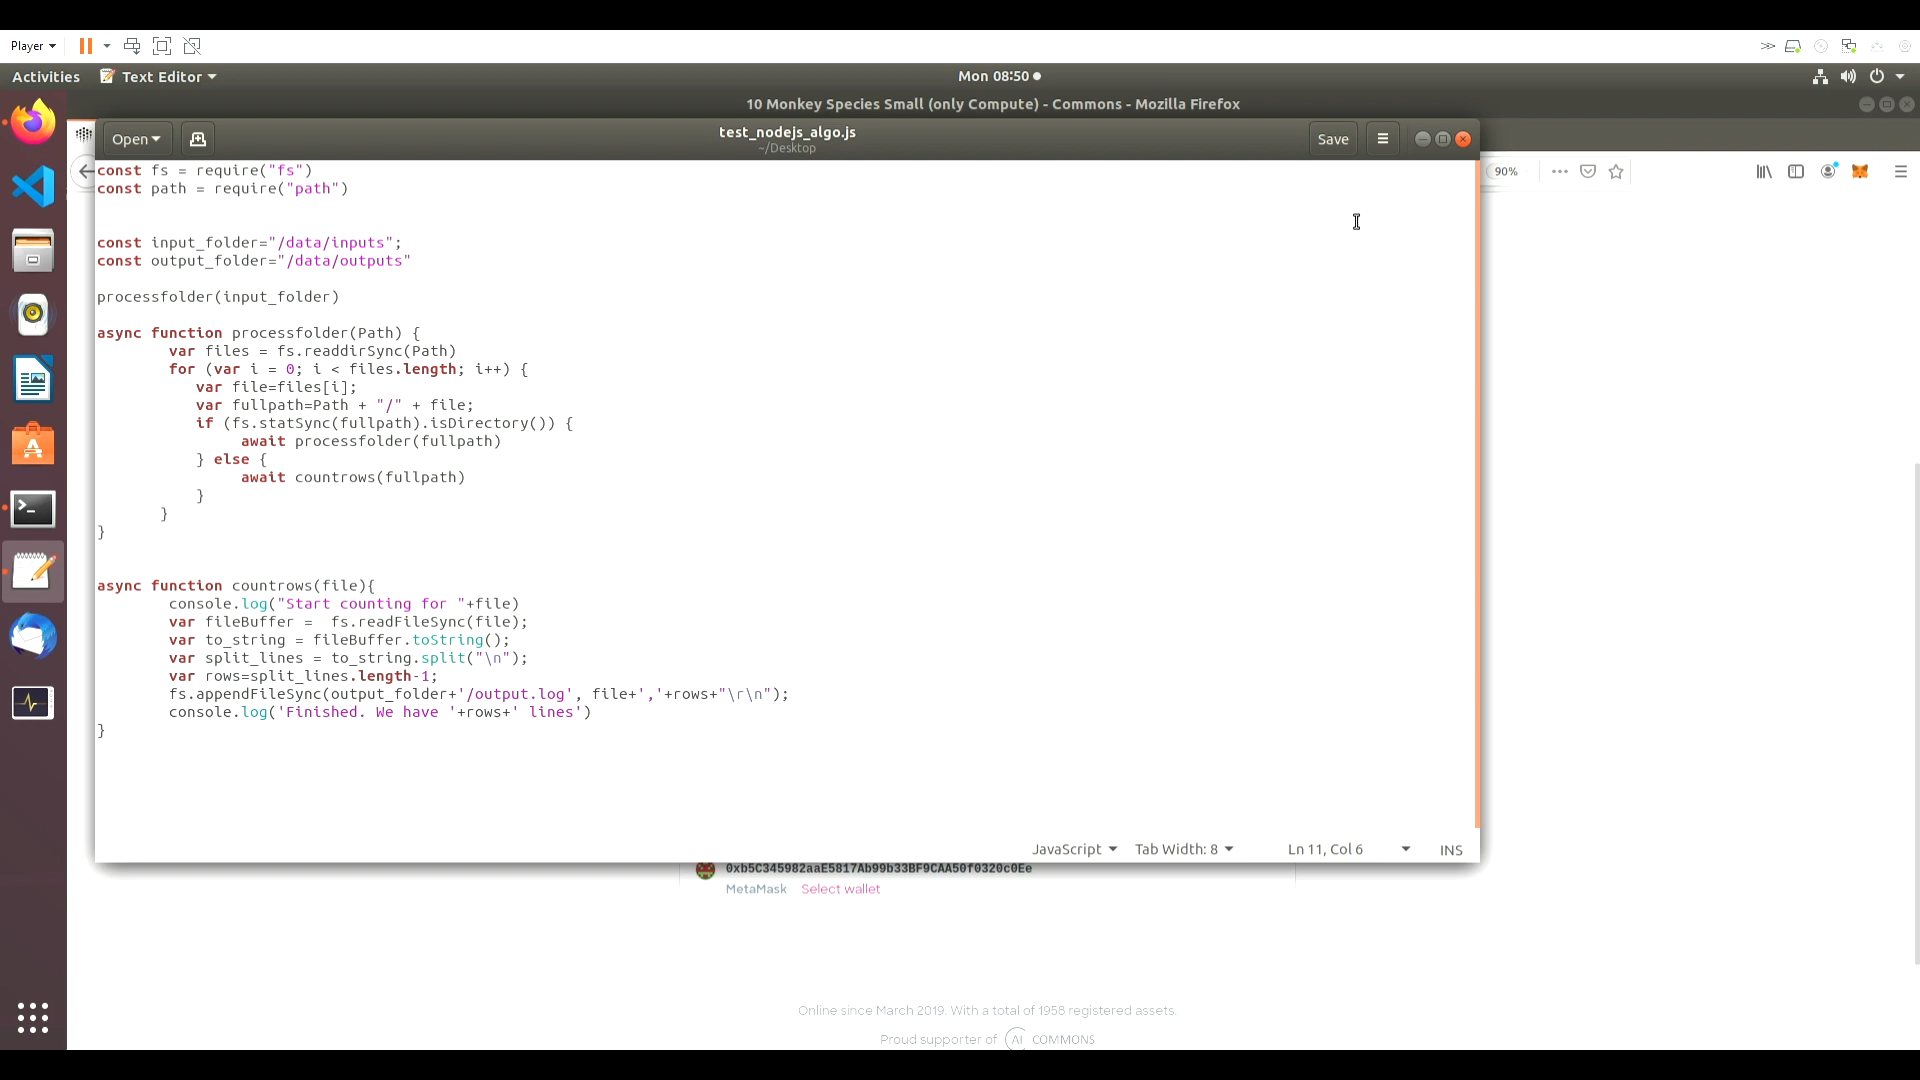 Player
Activities
Text Editor
Mon 08:50
10 Monkey Species Small (only Compute) - Commons - Mozilla Firefox
Open
test_nodejs_algo.js
~/Desktop
Save
90%
const fs = require("fs")
const path = require("path")
const input_folder="/data/inputs";
const output_folder="/data/outputs"
processfolder(input_folder)
async function processfolder(Path) {
var files = fs.readdirSync(Path)
for (var i = 0; i < files.length; i++) {
var file=files[i];
var fullpath=Path + "/" + file;
if (fs.statSync(fullpath).isDirectory()) {
await processfolder(fullpath)
} else {
await countrows(fullpath)
}
}
}
async function countrows(file){
console.log("Start counting for "+file)
var fileBuffer =  fs.readFileSync(file);
var to_string = fileBuffer.toString();
var split_lines = to_string.split("\n");
var rows=split_lines.length-1;
fs.appendFileSync(output_folder+'/output.log', file+','+rows+"\r\n");
console.log('Finished. We have '+rows+' lines')
}
JavaScript
Tab Width: 8
Ln 11, Col 6
INS
0xb5C345982aaE5817Ab99b33BF9CAA50f0320c0Ee
MetaMask Select wallet
Online since March 2019. With a total of 1958 registered assets.
Proud supporter of AI COMMONS